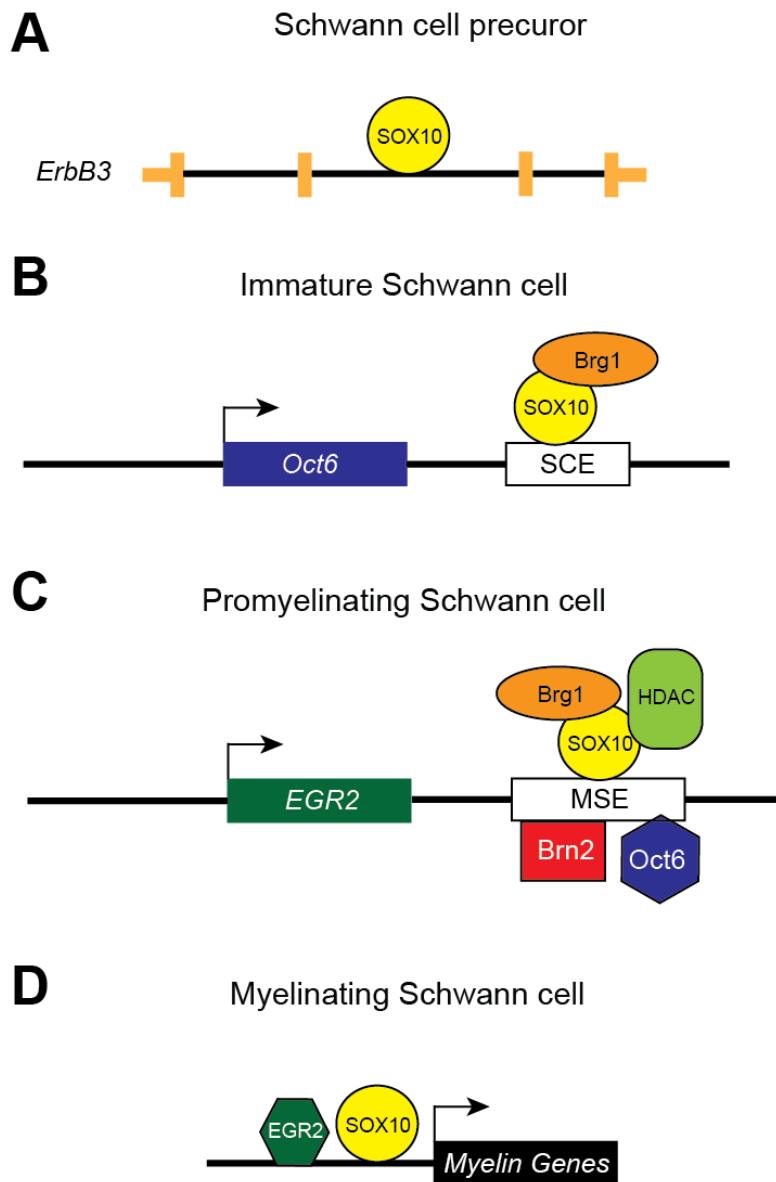 A
Schwann cell precuror
SOX10
ErbB3
B
Immature Schwann cell
Brg1
SOX10
Oct6
SCE
C
Promyelinating Schwann cell
Brg1
HDAC
SOX10
EGR2
MSE
Brn2
Oct6
D
Myelinating Schwann cell
EGR2
SOX10
Myelin Genes